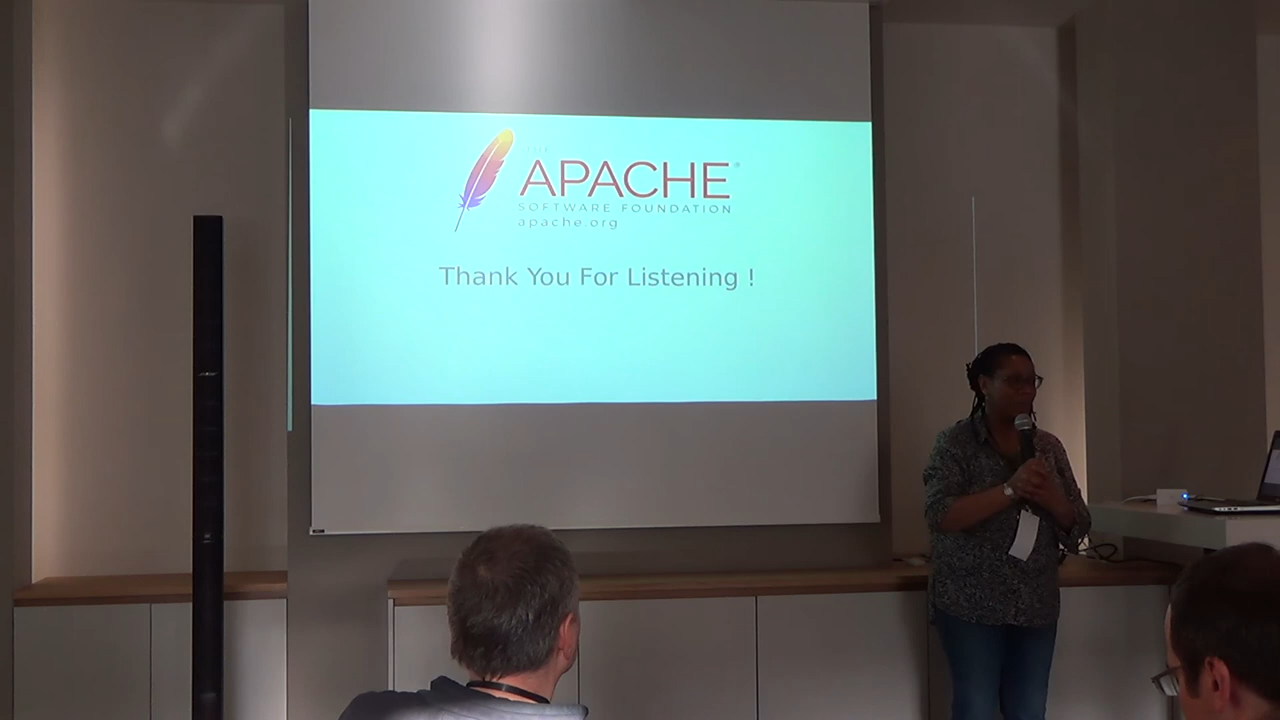 THE
APACHE®
SOFTWARE FOUNDATION
apache.org
Thank You For Listening !